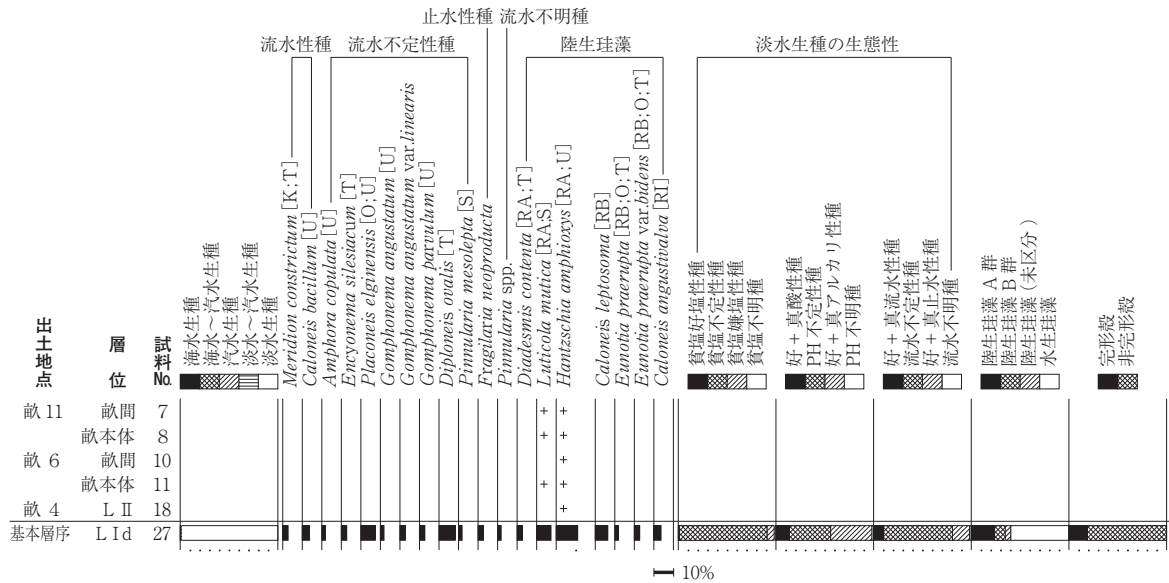 止水性種 流水不明種
流水性種 流水不定性種 陸生珪藻 淡水生種の生態性
出土地点
層位
試料No.
海水生種
海水～汽水生種
汽水生種
淡水～汽水生種
淡水生種
Meridion constrictum [K;T]
Caloneis bacillum [U]
Amphora copulata [U]
Encyonema silesiacum [T]
Placoneis elginensis [O;U]
Gomphonema angustatum [U]
Gomphonema angustatum var.linearis
Gomphonema parvulum [U]
Diploneis ovalis [T]
Pinnularia mesolepta [S]
Fragilaria neoproducta
Pinnularia spp.
Diadesmis contenta [RA;T]
Luticola mutica [RA;S]
Hantzschia amphioxys [RA;U]
Caloneis leptosoma [RB]
Eunotia praerupta [RB;O;T]
Eunotia praerupta var.bidens [RB;O;T]
Caloneis angustivalva [RI]
貧塩好塩性種
貧塩不定性種
貧塩嫌塩性種
貧塩不明種
好＋真酸性種
PH 不定性種
好＋真アルカリ性種
PH 不明種
好＋真流水性種
流水不定性種
好＋真止水性種
流水不明種
陸生珪藻 A 群
陸生珪藻 B 群
陸生珪藻（未区分）
水生珪藻
完形殻
非完形殻
畝 11 畝間 7 + +
畝本体 8 + +
畝 6 畝間 10 +
畝本体 11 + +
畝 4 L Ⅱ 18 +
基本層序 L Ⅰd 27
10%